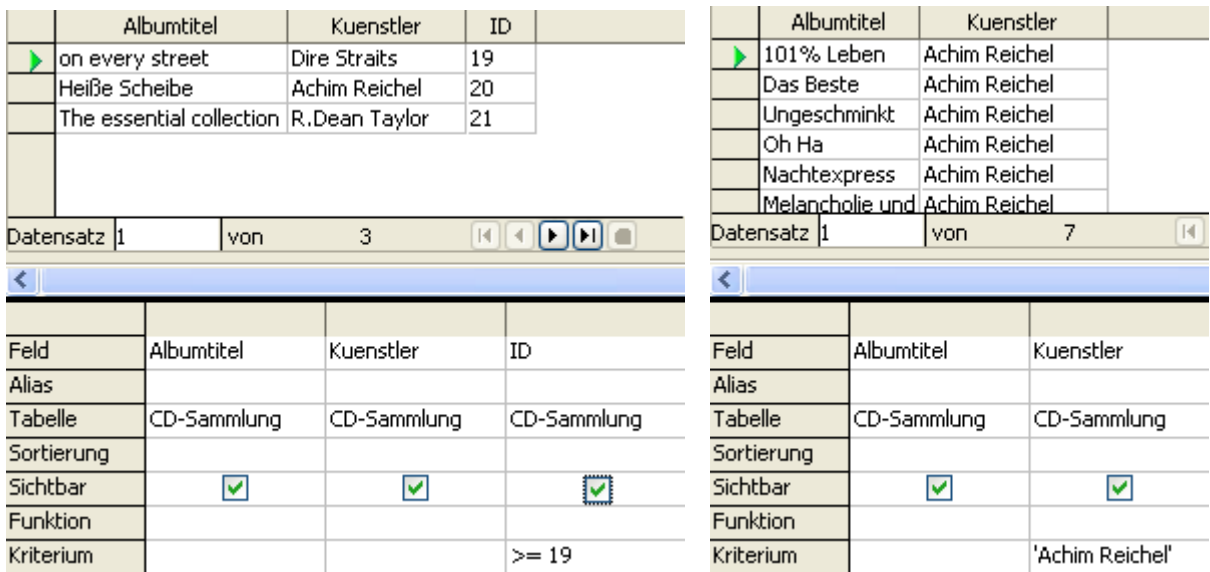 Albumtitel Kuenstler ID
on every street Dire Straits 19
Heiße Scheibe Achim Reichel 20
The essential collection R.Dean Taylor 21
Datensatz 1 von 3
Feld Albumtitel Kuenstler ID
Alias
Tabelle CD-Sammlung CD-Sammlung CD-Sammlung
Sortierung
Sichtbar
Funktion
Kriterium >= 19
Albumtitel Kuenstler
101% Leben Achim Reichel
Das Beste Achim Reichel
Ungeschminkt Achim Reichel
Oh Ha Achim Reichel
Nachtexpress Achim Reichel
Melancholie und Achim Reichel
Datensatz 1 von 7
Feld Albumtitel Kuenstler
Alias
Tabelle CD-Sammlung CD-Sammlung
Sortierung
Sichtbar
Funktion
Kriterium 'Achim Reichel'